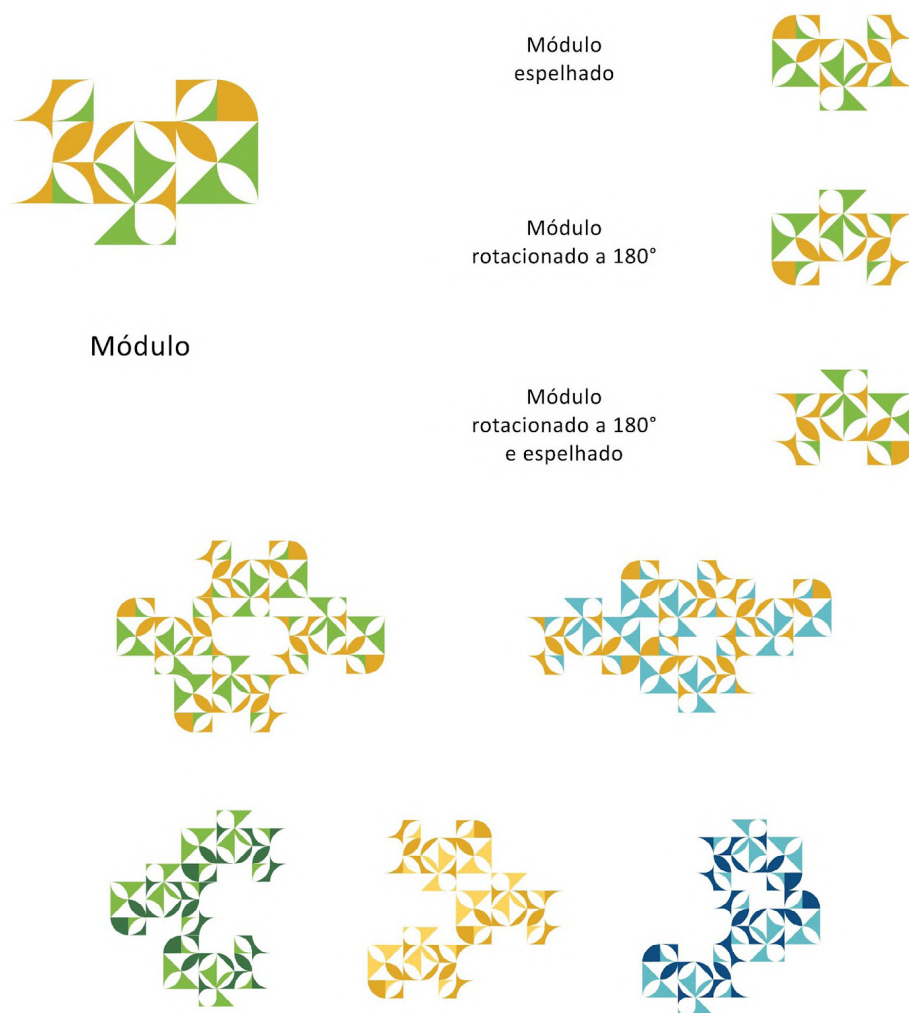 Módulo
espelhado
Módulo
rotacionado a 180°
Módulo
Módulo
rotacionado a 180°
e espelhado